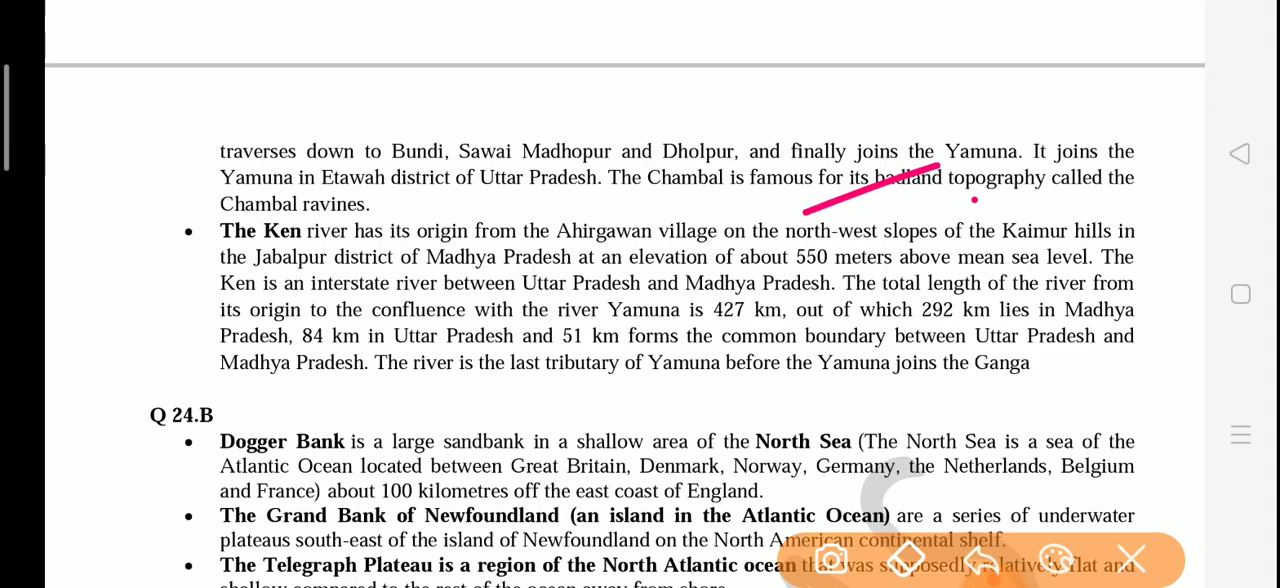 traverses down to Bundi, Sawai Madhopur and Dholpur, and finally joins the Yamuna. It joins the
Yamuna in Etawah district of Uttar Pradesh. The Chambal is famous for its badland topography called the
Chambal ravines.
• The Ken river has its origin from the Ahirgawan village on the north-west slopes of the Kaimur hills in
the Jabalpur district of Madhya Pradesh at an elevation of about 550 meters above mean sea level. The
Ken is an interstate river between Uttar Pradesh and Madhya Pradesh. The total length of the river from
its origin to the confluence with the river Yamuna is 427 km, out of which 292 km lies in Madhya
Pradesh, 84 km in Uttar Pradesh and 51 km forms the common boundary between Uttar Pradesh and
Madhya Pradesh. The river is the last tributary of Yamuna before the Yamuna joins the Ganga
Q 24.B
• Dogger Bank is a large sandbank in a shallow area of the North Sea (The North Sea is a sea of the
Atlantic Ocean located between Great Britain, Denmark, Norway, Germany, the Netherlands, Belgium
and France) about 100 kilometres off the east coast of England.
• The Grand Bank of Newfoundland (an island in the Atlantic Ocean) are a series of underwater
plateaus south-east of the island of Newfoundland on the North American continental shelf.
• The Telegraph Plateau is a region of the North Atlantic ocean that was supposedly relatively flat and
shallow compared to the rest of the ocean away from shore